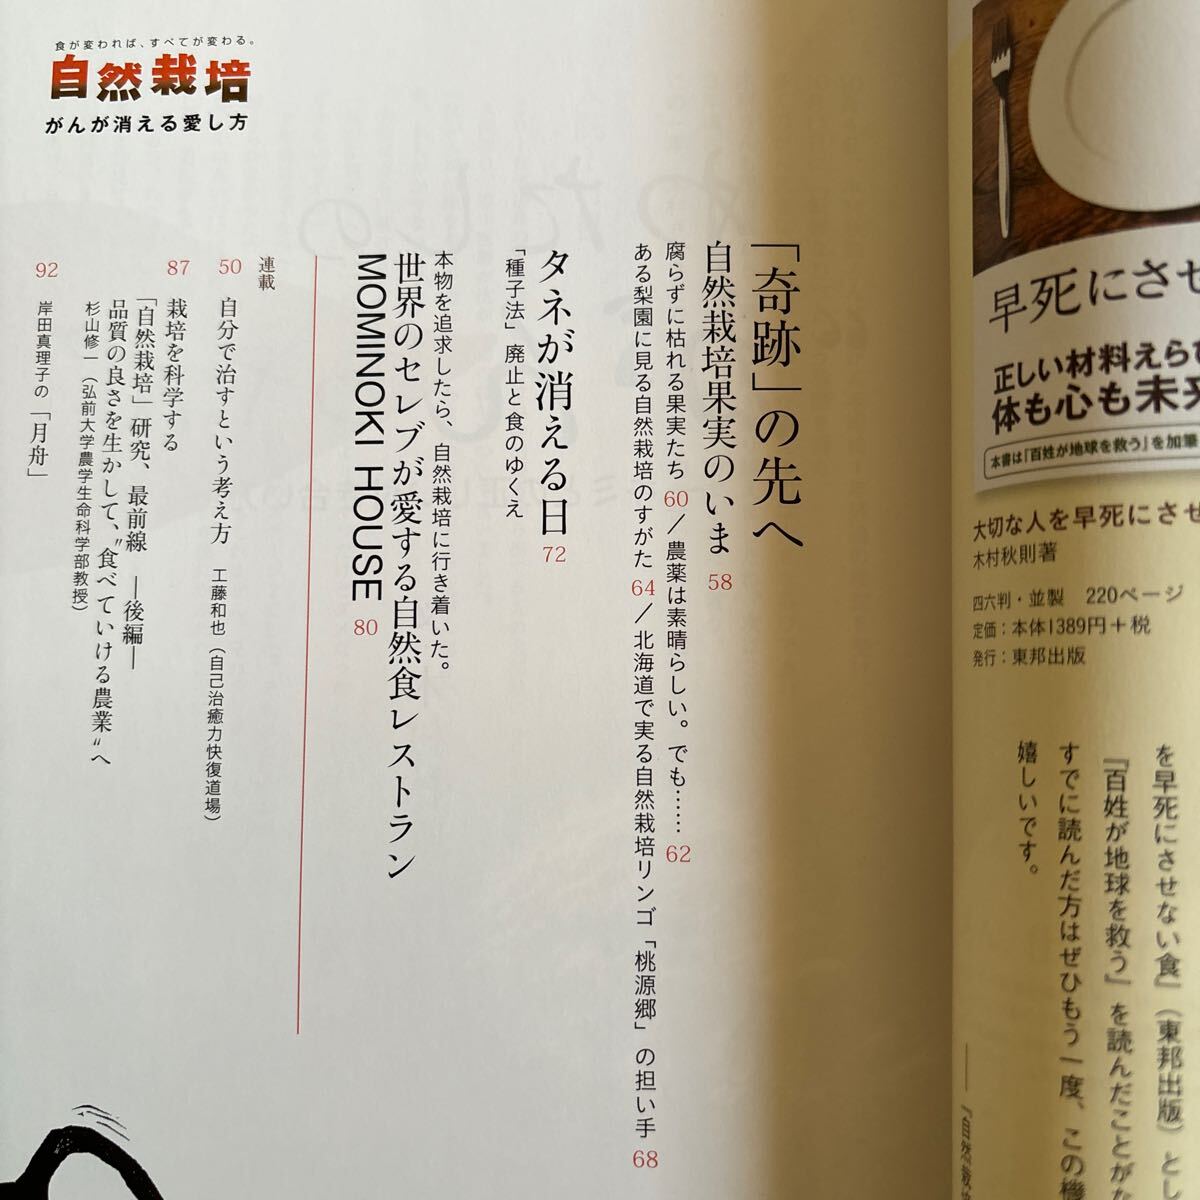 食が変われば、すべてが変わる。
自然栽培
がんが消える愛し方
「奇跡」の先へ
自然栽培果実のいま 58
腐らずに枯れる果実たち 60/農薬は素晴らしい。でも…… 62
ある梨園に見る自然栽培のすがた 64/北海道で実る自然栽培リンゴ「桃源郷」の担い手 68
タネが消える日 72
「種子法」廃止と食のゆくえ
本物を追求したら、自然栽培に行き着いた。
世界のセレブが愛する自然食レストラン
MOMINOKI HOUSE 80
連載
50 自分で治すという考え方 工藤和也(自己治癒力快復道場)
87 栽培を科学する
「自然栽培」研究、最前線 ―後編―
品質の良さを生かして、〝食べていける農業〟へ
杉山修一(弘前大学農学生命科学部教授)
92 岸田真理子の「月舟」
早死にさせ
正しい材料えらび
体も心も未来
本書は「百姓が地球を救う」を加筆
大切な人を早死にさせ
木村秋則著
四六判・並製 220ページ
定価:本体1389円+税
発行:東邦出版
を早死にさせない食」(東邦出版)とし
『百姓が地球を救う』を読んだことが
すでに読んだ方はぜひもう一度、この機
嬉しいです。
『自然栽